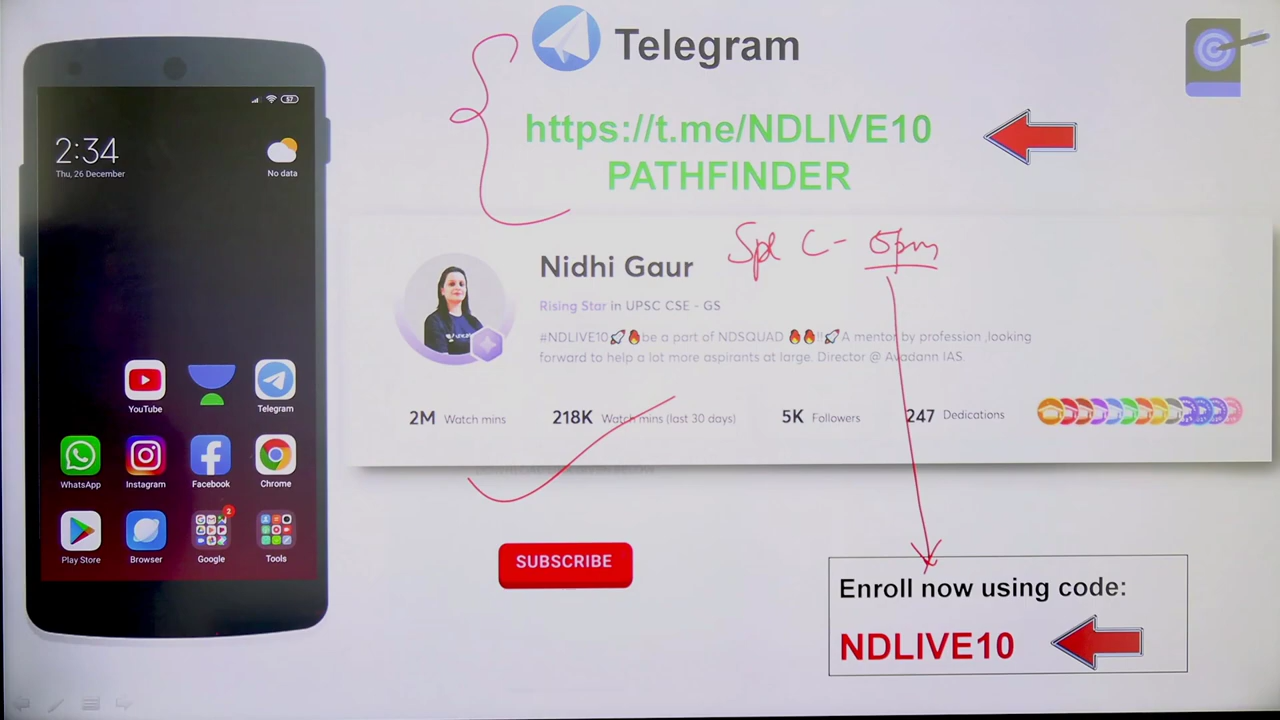 Telegram
https://t.me/NDLIVE10
PATHFINDER
57
2:34
Thu, 26 December
No data
YouTube
Telegram
WhatsApp
Instagram
Facebook
Chrome
2
Play Store
Browser
Google
Tools
Spl C- 5pm
Nidhi Gaur
Rising Star in UPSC CSE - GS
#NDLIVE10🚀🔥be a part of NDSQUAD 🔥🔥!!🚀A mentor by profession ,looking
forward to help a lot more aspirants at large. Director @ Avadann IAS
2M Watch mins 218K Watch mins (last 30 days) 5K Followers 247 Dedications
SUBSCRIBE
Enroll now using code:
NDLIVE10